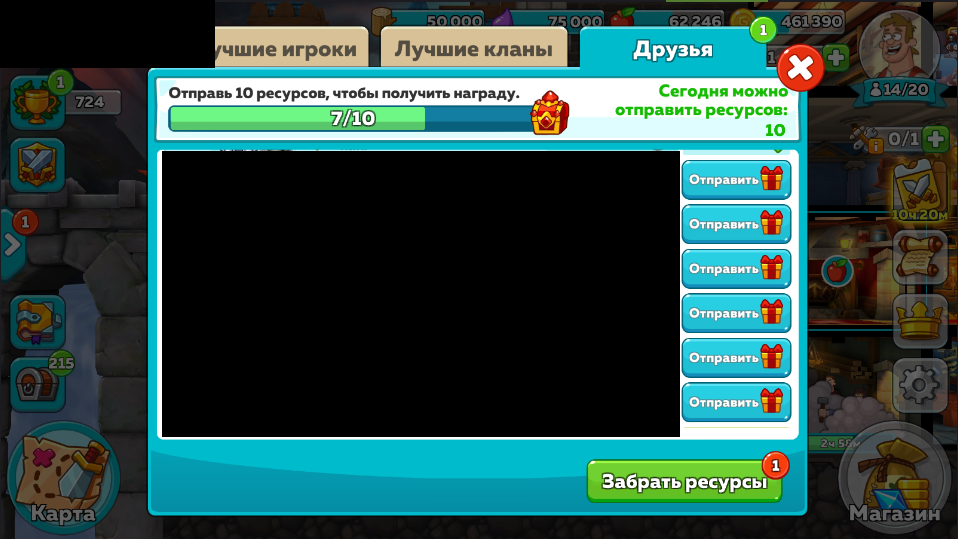 50 000
75 000
62 246
461390
учшие игроки
Лучшие кланы
Друзья
1
1
724
Отправь 10 ресурсов, чтобы получить награду.
7/10
Сегодня можно
отправить ресурсов:
10
14/20
0/1
1
10ч 20м
Отправить
Отправить
Отправить
Отправить
Отправить
Отправить
215
Забрать ресурсы
1
Карта
Магазин